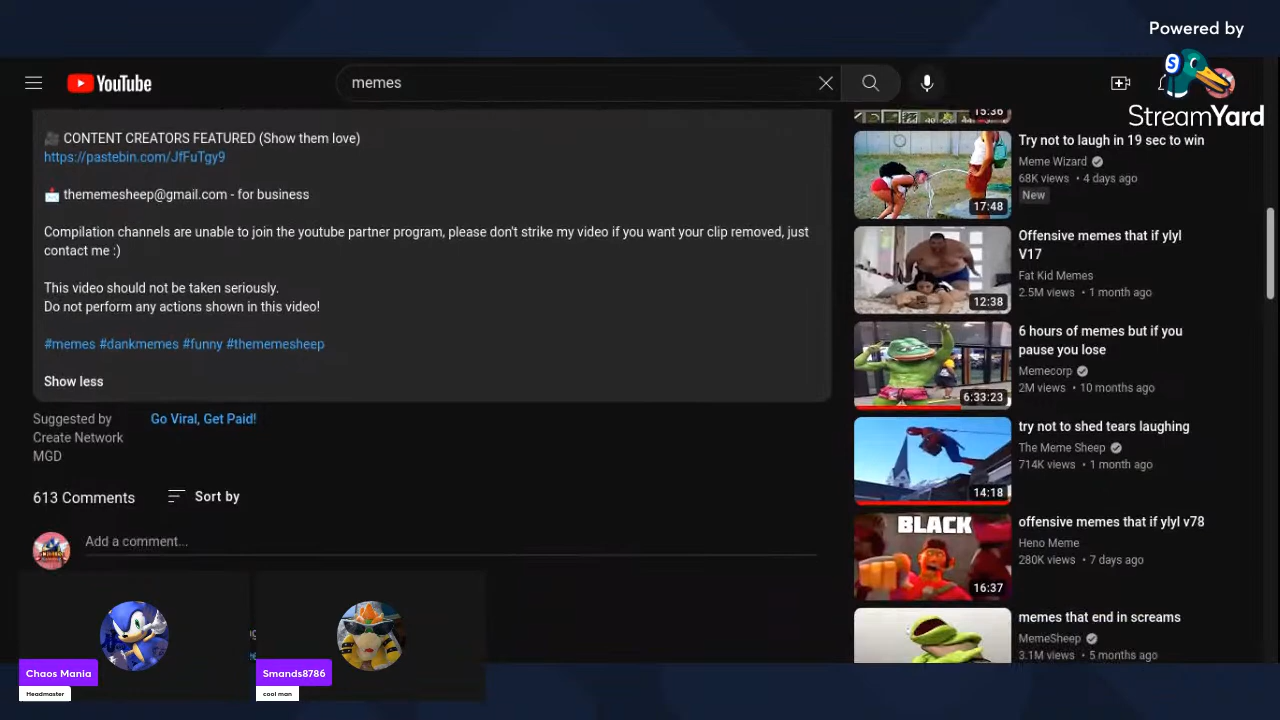 Powered by
StreamYard
YouTube
memes
🎥 CONTENT CREATORS FEATURED (Show them love)
https://pastebin.com/JfFuTgy9
📩 thememesheep@gmail.com - for business
Compilation channels are unable to join the youtube partner program, please don't strike my video if you want your clip removed, just
contact me :)
This video should not be taken seriously.
Do not perform any actions shown in this video!
#memes #dankmemes #funny #thememesheep
Show less
Suggested by
Create Network
MGD
Go Viral, Get Paid!
613 Comments
Sort by
Add a comment...
Chaos Mania
Headmaster
Smands8786
cool man
15:36
17:48
Try not to laugh in 19 sec to win
Meme Wizard
68K views • 4 days ago
New
12:38
Offensive memes that if ylyl
V17
Fat Kid Memes
2.5M views • 1 month ago
6:33:23
6 hours of memes but if you
pause you lose
Memecorp
2M views • 10 months ago
14:18
try not to shed tears laughing
The Meme Sheep
714K views • 1 month ago
BLACK
16:37
offensive memes that if ylyl v78
Heno Meme
280K views • 7 days ago
memes that end in screams
MemeSheep
3.1M views • 5 months ago